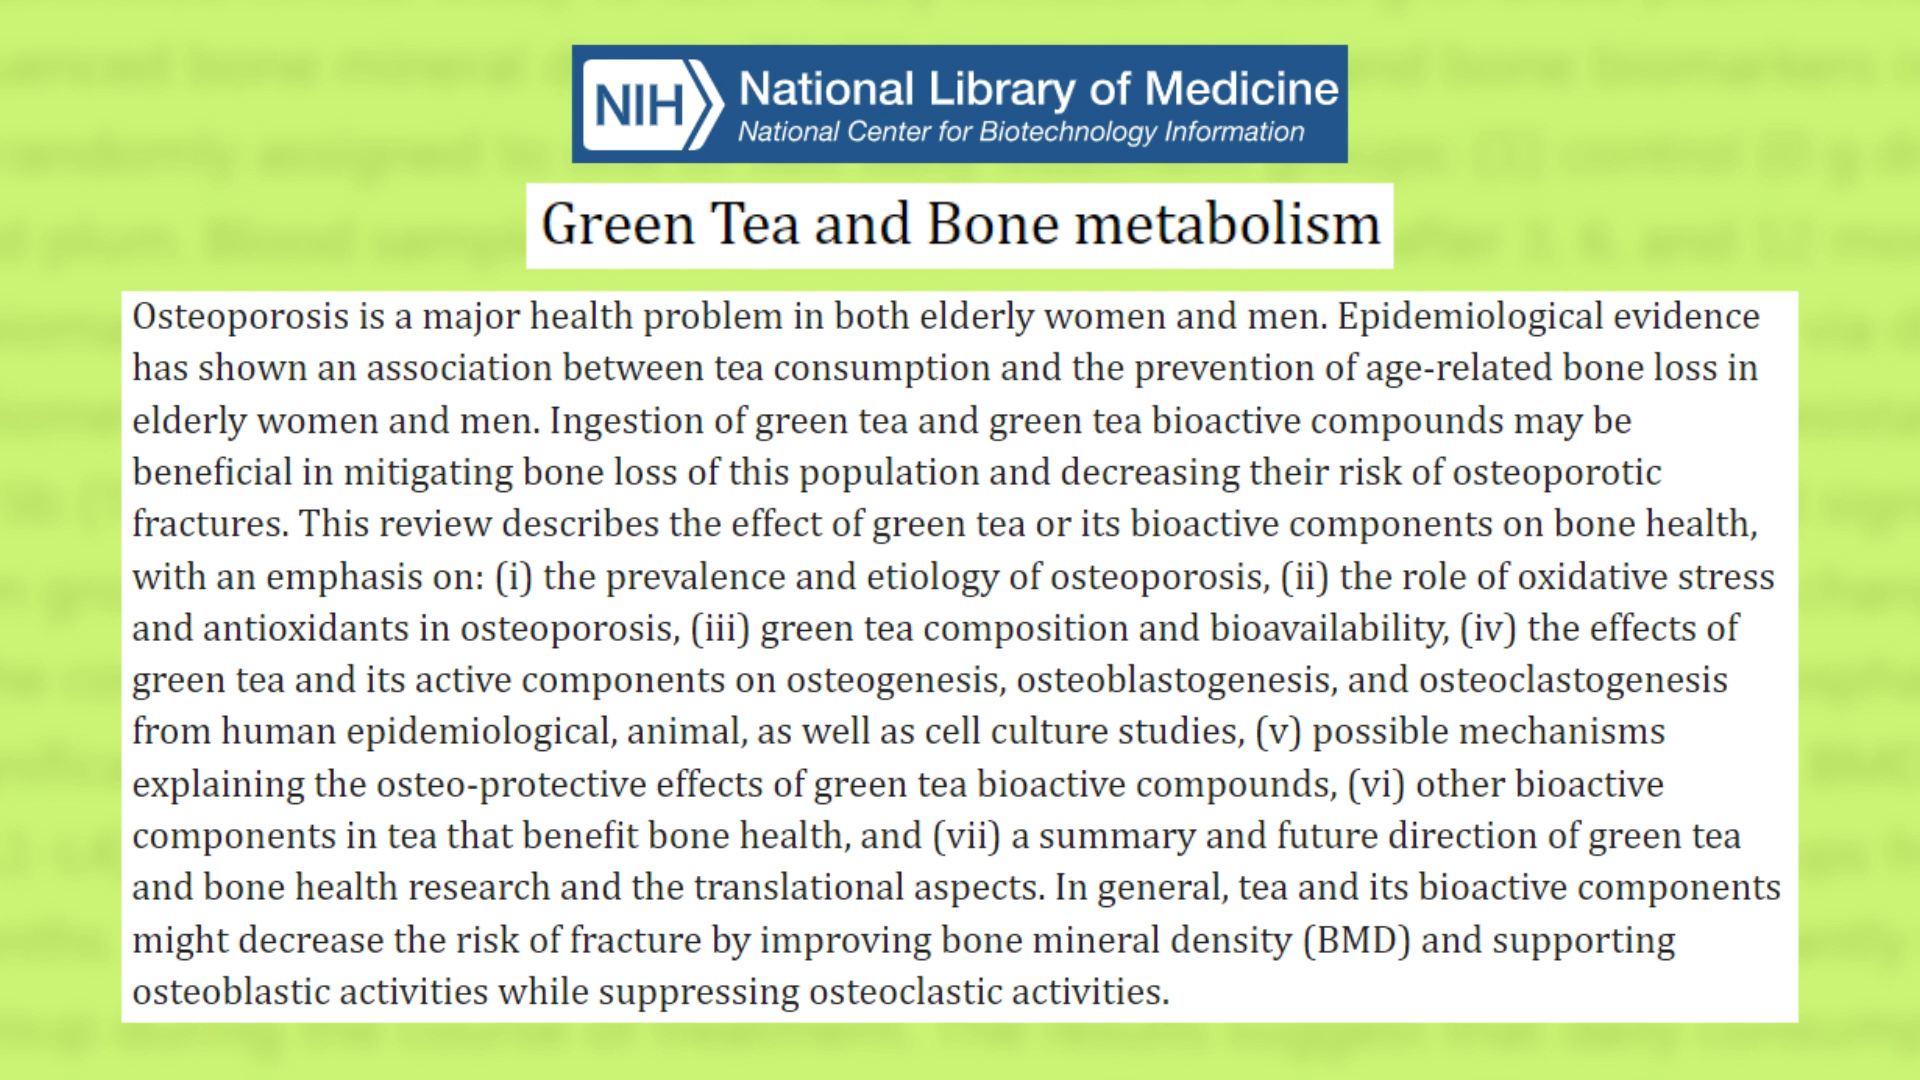 NIH National Library of Medicine
National Center for Biotechnology Information
Green Tea and Bone metabolism
Osteoporosis is a major health problem in both elderly women and men. Epidemiological evidence
has shown an association between tea consumption and the prevention of age-related bone loss in
elderly women and men. Ingestion of green tea and green tea bioactive compounds may be
beneficial in mitigating bone loss of this population and decreasing their risk of osteoporotic
fractures. This review describes the effect of green tea or its bioactive components on bone health,
with an emphasis on: (i) the prevalence and etiology of osteoporosis, (ii) the role of oxidative stress
and antioxidants in osteoporosis, (iii) green tea composition and bioavailability, (iv) the effects of
green tea and its active components on osteogenesis, osteoblastogenesis, and osteoclastogenesis
from human epidemiological, animal, as well as cell culture studies, (v) possible mechanisms
explaining the osteo-protective effects of green tea bioactive compounds, (vi) other bioactive
components in tea that benefit bone health, and (vii) a summary and future direction of green tea
and bone health research and the translational aspects. In general, tea and its bioactive components
might decrease the risk of fracture by improving bone mineral density (BMD) and supporting
osteoblastic activities while suppressing osteoclastic activities.